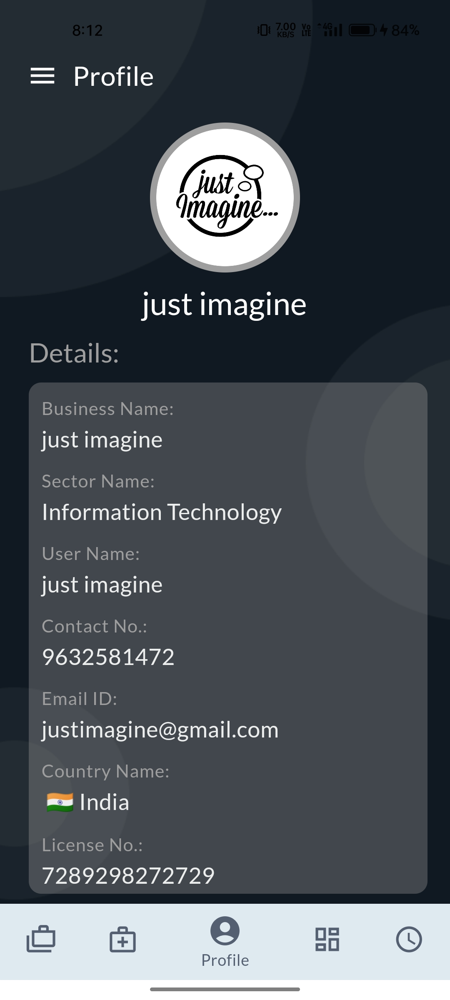 8:12
7.00
KB/S
Vo
LTE
4G
84%
Profile
just
Imagine...
just imagine
Details:
Business Name:
just imagine
Sector Name:
Information Technology
User Name:
just imagine
Contact No.:
9632581472
Email ID:
justimagine@gmail.com
Country Name:
India
License No.:
7289298272729
Profile